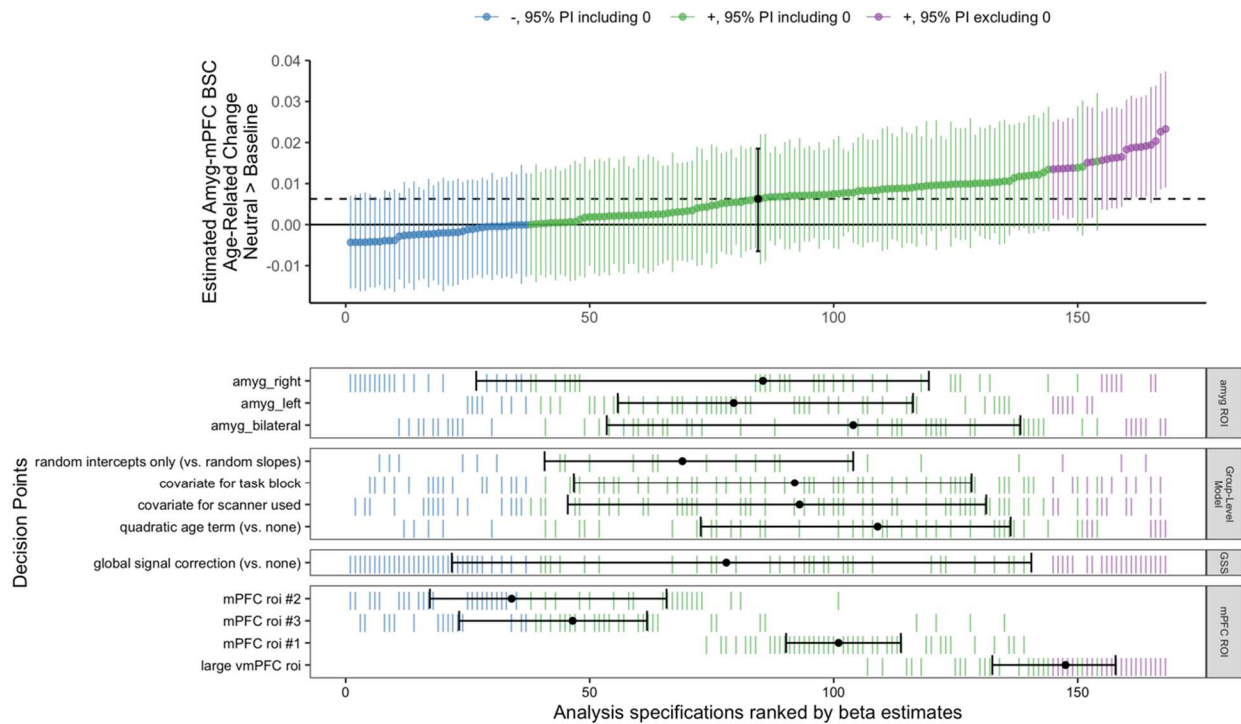 -, 95% PI including 0
+, 95% PI including 0
+, 95% PI excluding 0
Estimated Amyg-mPFC BSC
Age-Related Change
Neutral > Baseline
0.04
0.03
0.02
0.01
0.00
-0.01
0
50
100
150
Decision Points
amyg_right
amyg_left
amyg_bilateral
amyg ROI
random intercepts only (vs. random slopes)
covariate for task block
covariate for scanner used
quadratic age term (vs. none)
Group-Level
Model
global signal correction (vs. none)
GSS
mPFC roi #2
mPFC roi #3
mPFC roi #1
large vmPFC roi
mPFC ROI
0
50
100
150
Analysis specifications ranked by beta estimates